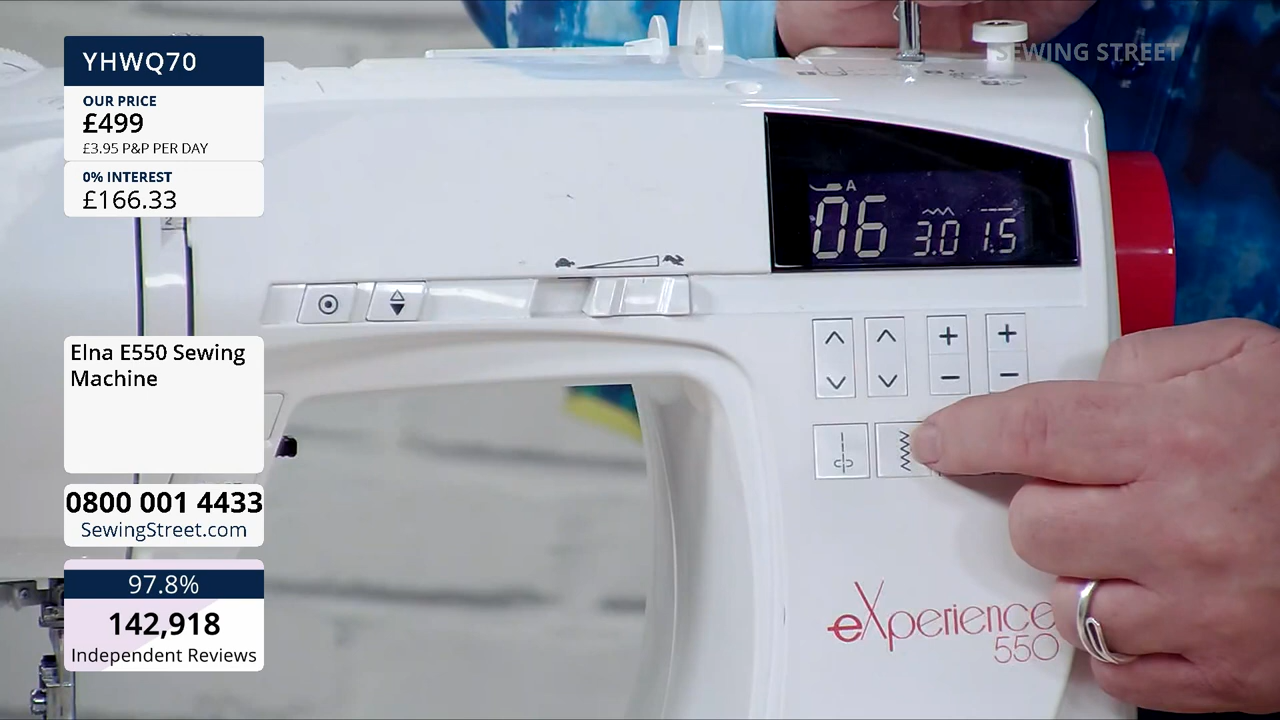 YHWQ70
OUR PRICE
£499
£3.95 P&P PER DAY
0% INTEREST
£166.33
Elna E550 Sewing
Machine
0800 001 4433
SewingStreet.com
97.8%
142,918
Independent Reviews
SEWING STREET
2
A
06 3.0 1.5
eXperience
550